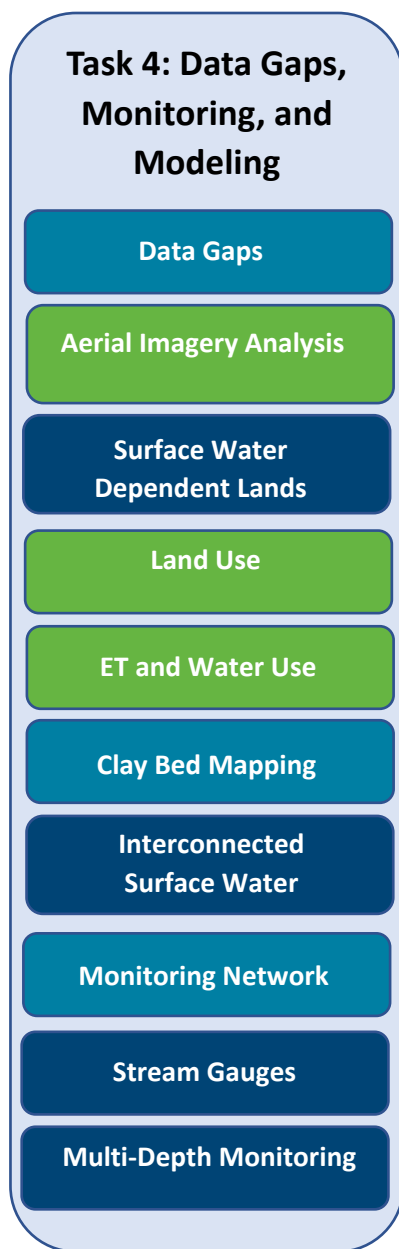 Task 4: Data Gaps,
Monitoring, and
Modeling
Data Gaps
Aerial Imagery Analysis
Surface Water
Dependent Lands
Land Use
ET and Water Use
Clay Bed Mapping
Interconnected
Surface Water
Monitoring Network
Stream Gauges
Multi-Depth Monitoring